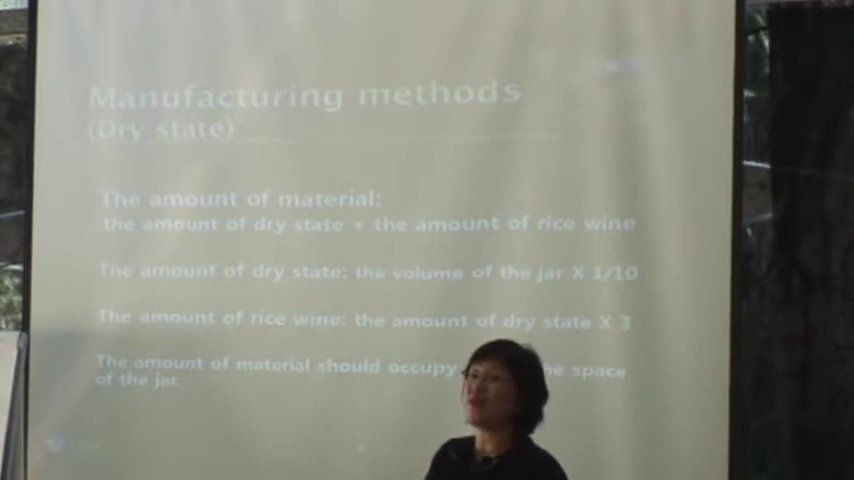 Manufacturing methods
(Dry state)
The amount of material:
the amount of dry state + the amount of rice wine
The amount of dry state: the volume of the jar X 1/10
The amount of rice wine: the amount of dry state X 3
The amount of material should occupy space
of the jar.